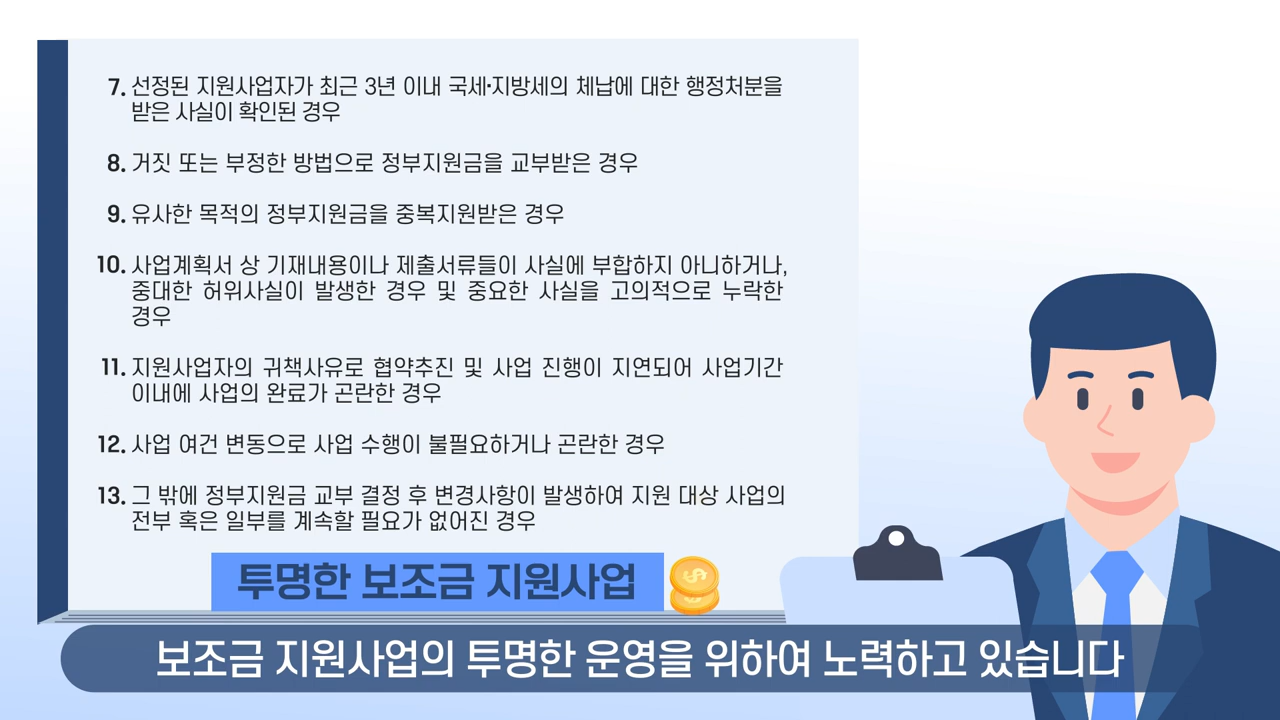 7. 선정된 지원사업자가 최근 3년 이내 국세·지방세의 체납에 대한 행정처분을
받은 사실이 확인된 경우
8. 거짓 또는 부정한 방법으로 정부지원금을 교부받은 경우
9. 유사한 목적의 정부지원금을 중복지원받은 경우
10. 사업계획서 상 기재내용이나 제출서류들이 사실에 부합하지 아니하거나,
중대한 허위사실이 발생한 경우 및 중요한 사실을 고의적으로 누락한
경우
11. 지원사업자의 귀책사유로 협약추진 및 사업 진행이 지연되어 사업기간
이내에 사업의 완료가 곤란한 경우
12. 사업 여건 변동으로 사업 수행이 불필요하거나 곤란한 경우
13. 그 밖에 정부지원금 교부 결정 후 변경사항이 발생하여 지원 대상 사업의
전부 혹은 일부를 계속할 필요가 없어진 경우
투명한 보조금 지원사업
보조금 지원사업의 투명한 운영을 위하여 노력하고 있습니다